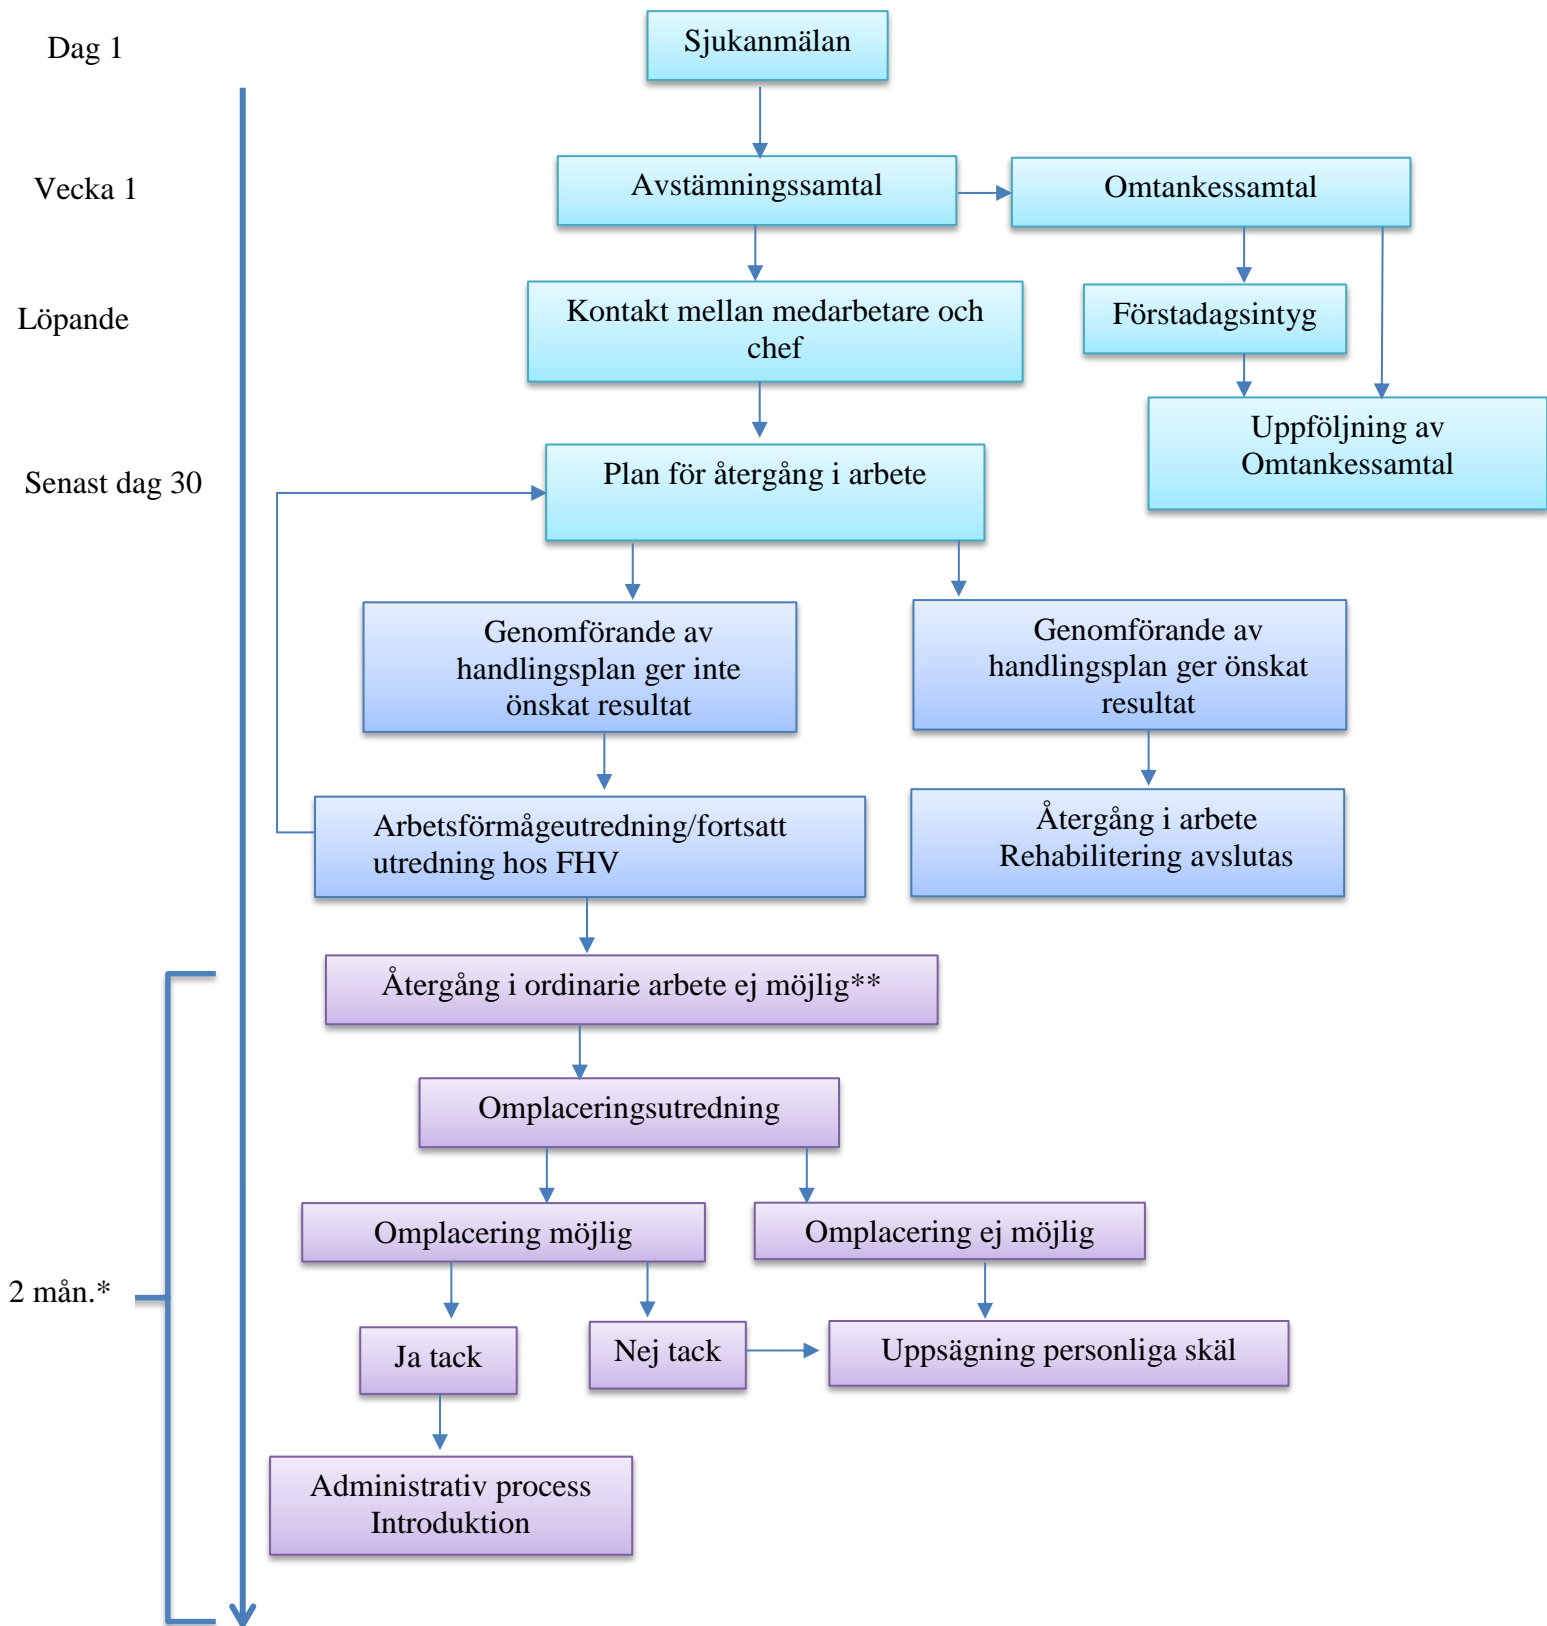 Dag 1
Sjukanmälan
Vecka 1
Avstämningssamtal
Omtankessamtal
Löpande
Kontakt mellan medarbetare och
chef
Förstadagsintyg
Uppföljning av
Omtankessamtal
Senast dag 30
Plan för återgång i arbete
Genomförande av
handlingsplan ger inte
önskat resultat
Genomförande av
handlingsplan ger önskat
resultat
Arbetsförmågeutredning/fortsatt
utredning hos FHV
Återgång i arbete
Rehabilitering avslutas
Återgång i ordinarie arbete ej möjlig**
Omplaceringsutredning
Omplacering möjlig
Omplacering ej möjlig
2 mån.*
Ja tack
Nej tack
Uppsägning personliga skäl
Administrativ process
Introduktion